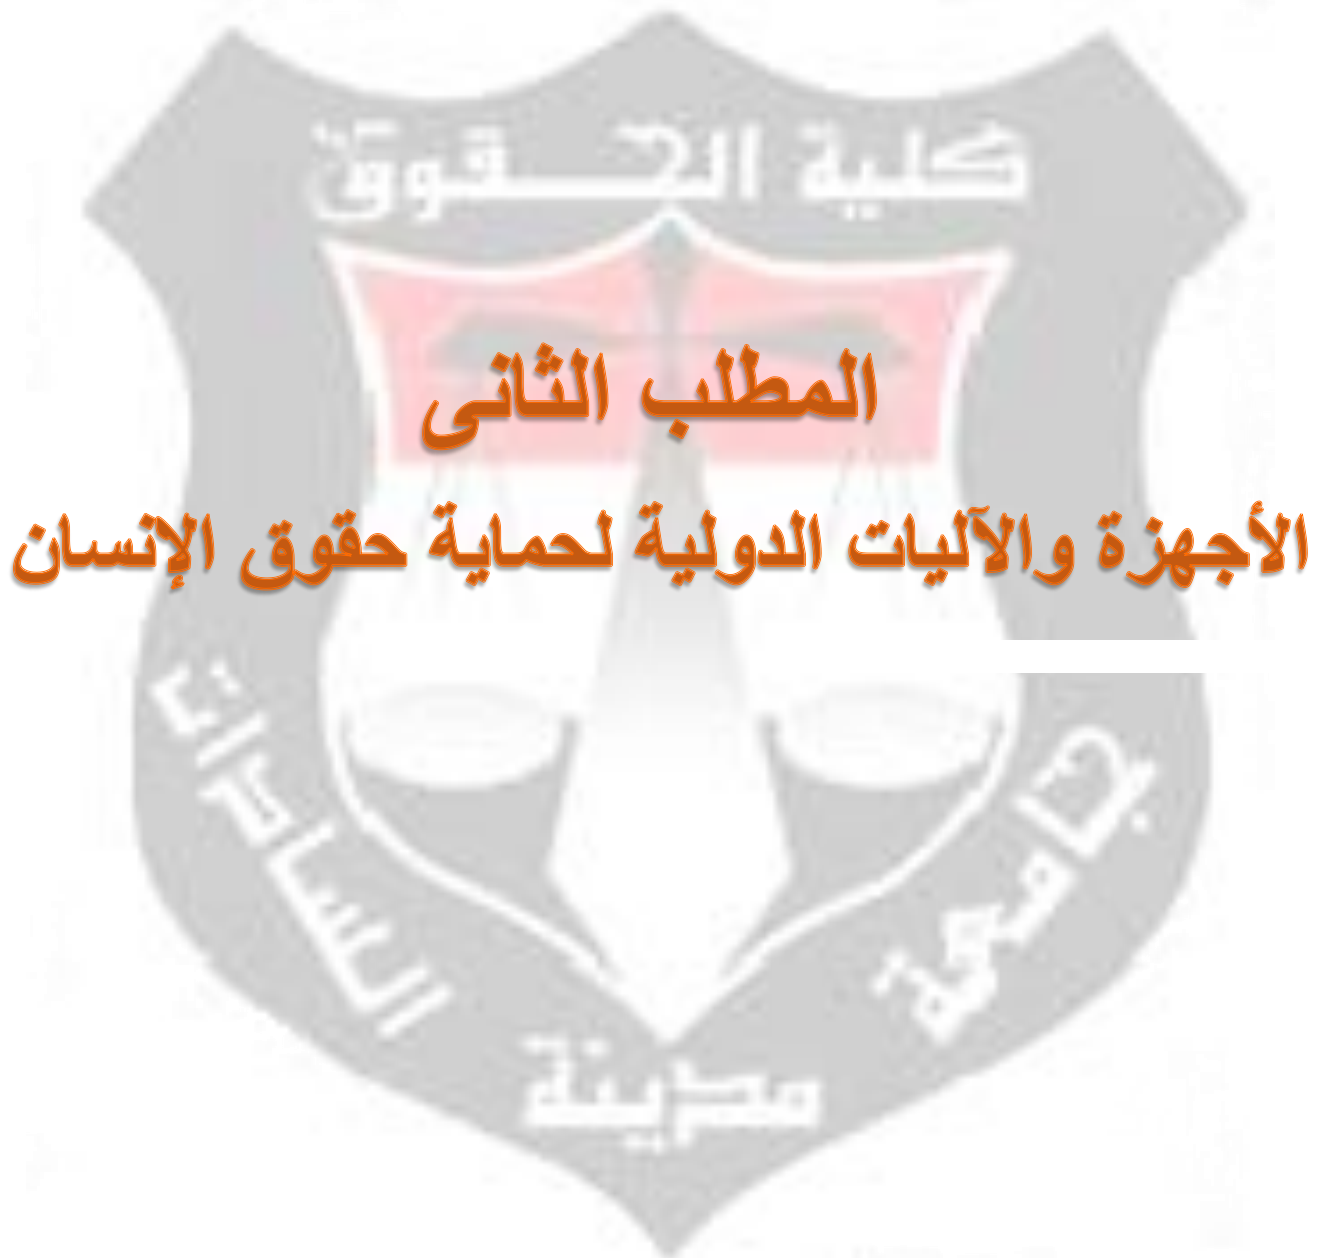 كلية الحقوق
المطلب الثانى
الأجهزة والآليات الدولية لحماية حقوق الإنسان
جامعة
مدينة
السادات